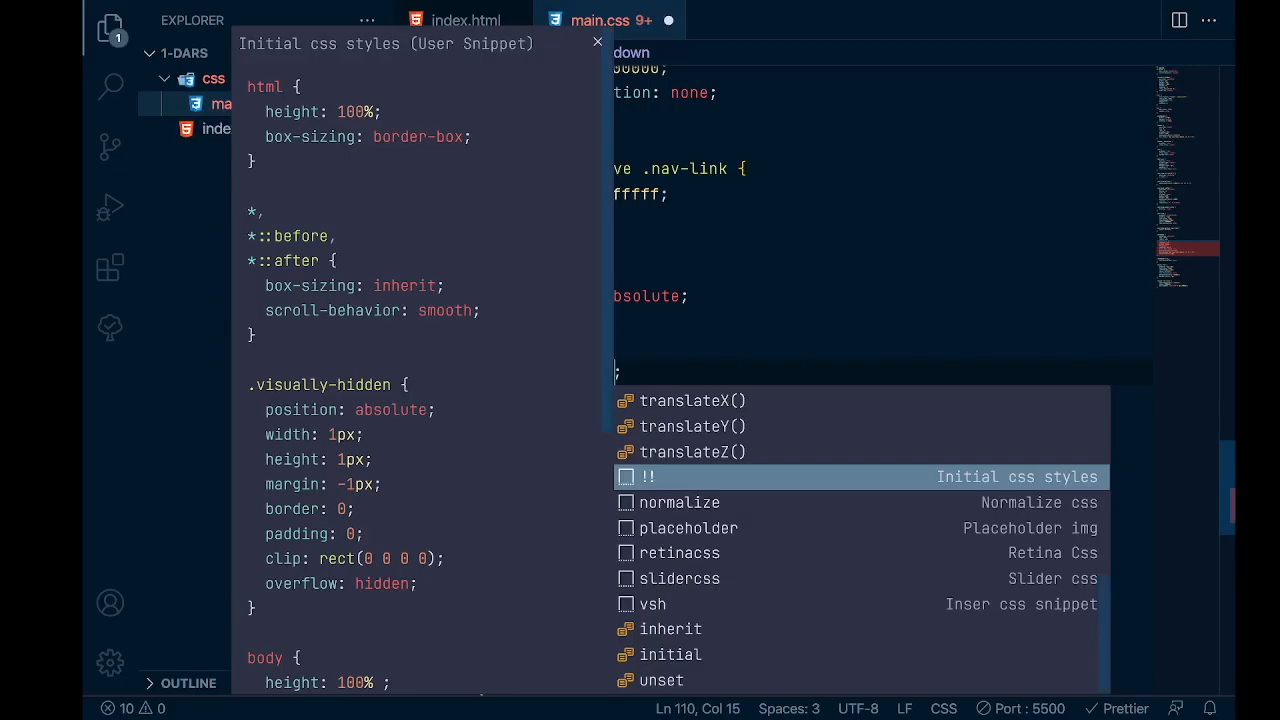 EXPLORER
index.html
main.css 9+
1-DARS
css
ma
inde
1
OUTLINE
Initial css styles (User Snippet)
html {
height: 100%;
box-sizing: border-box;
}
*,
*::before,
*::after {
box-sizing: inherit;
scroll-behavior: smooth;
}
.visually-hidden {
position: absolute;
width: 1px;
height: 1px;
margin: -1px;
border: 0;
padding: 0;
clip: rect(0 0 0 0);
overflow: hidden;
}
body {
height: 100% ;
down
00000;
tion: none;
ve .nav-link {
fffff;
bsolute;
;
translateX()
translateY()
translateZ()
!! Initial css styles
normalize Normalize css
placeholder Placeholder img
retinacss Retina Css
slidercss Slider css
vsh Inser css snippet
inherit
initial
unset
10 0 Ln 110, Col 15 Spaces: 3 UTF-8 LF CSS Port : 5500 Prettier